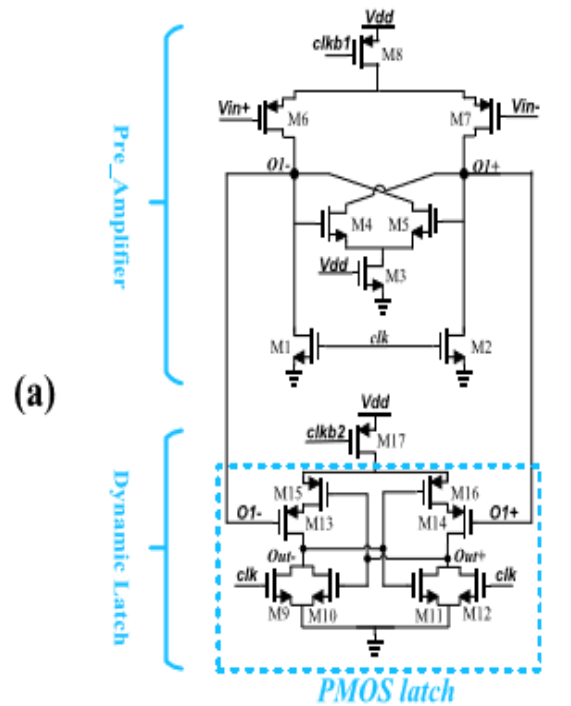 Vdd
clkb1
M8
Vin+
M6
M7
Vin-
O1-
O1+
M4
M5
Vdd
M3
M1
clk
M2
Pre_Amplifier
(a)
Vdd
clkb2
M17
M15
M16
O1-
M13
M14
O1+
Out-
Out+
clk
clk
M9
M10
M11
M12
Dynamic Latch
PMOS latch